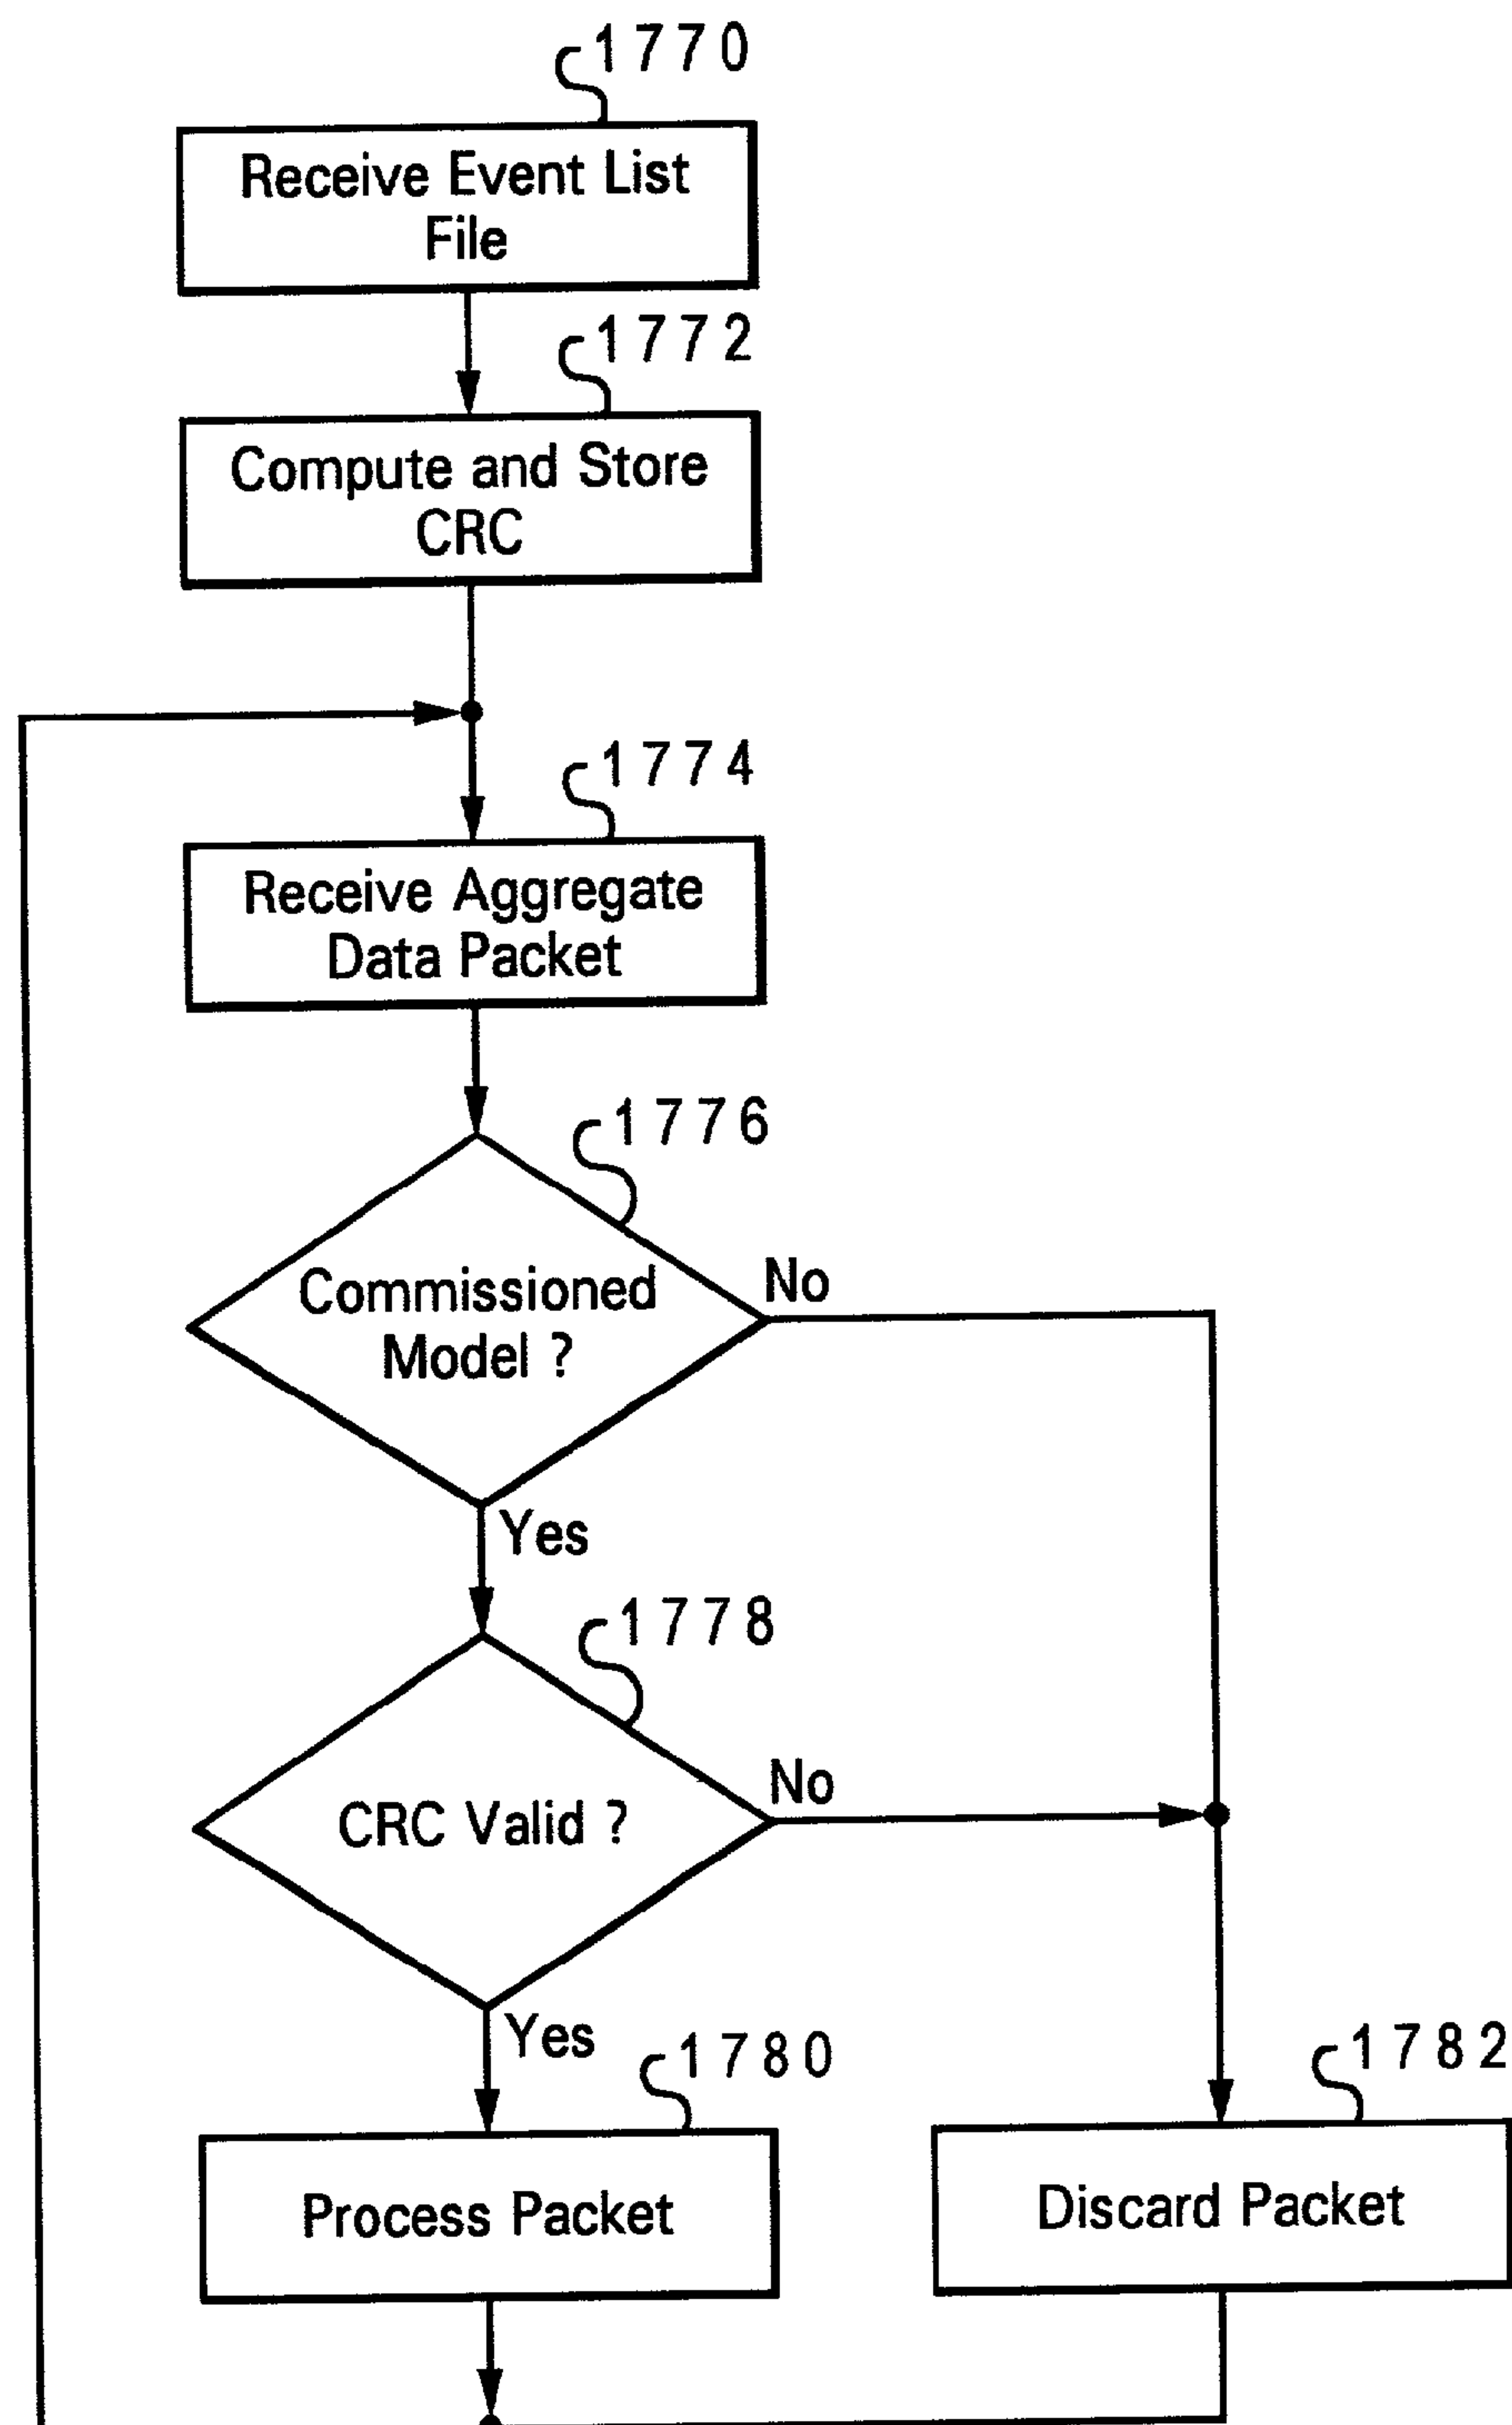 1770
Receive Event List
File
1772
Compute and Store
CRC
1774
Receive Aggregate
Data Packet
1776
Commissioned
Model ?
No
Yes
1778
CRC Valid ?
No
Yes
1780
Process Packet
1782
Discard Packet